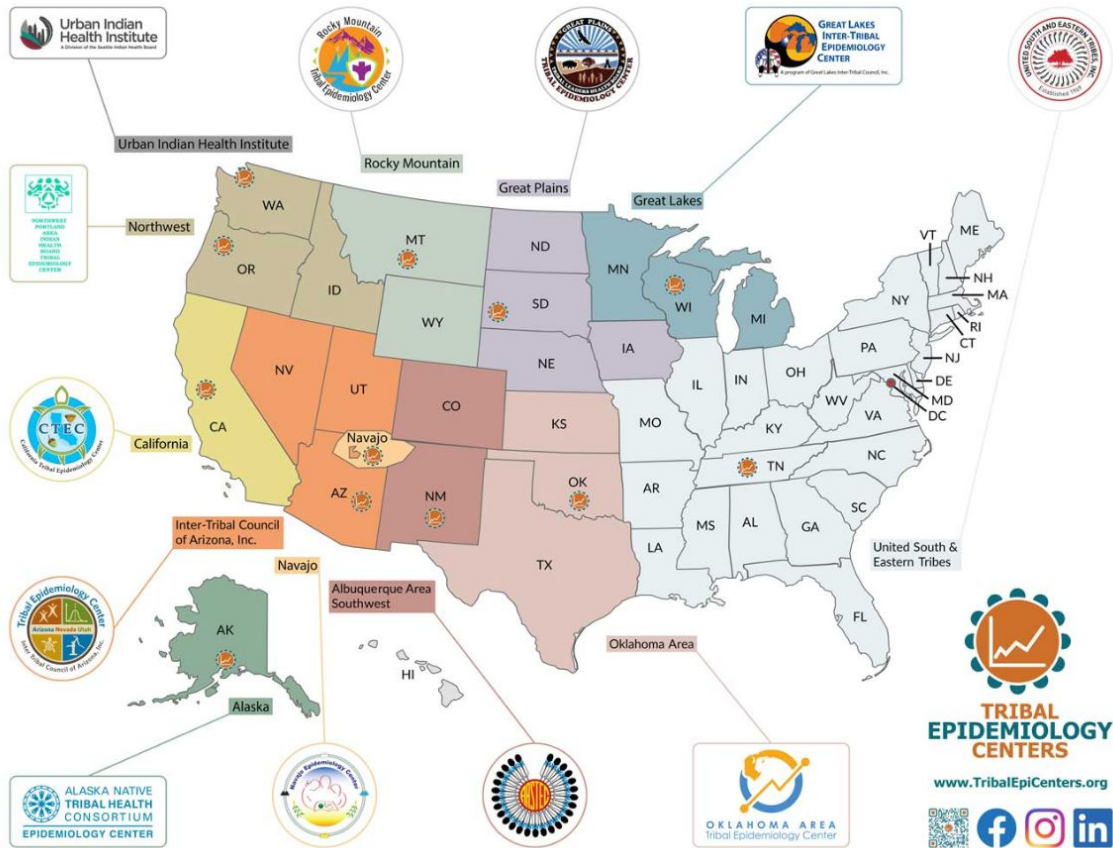 Urban Indian
Health Institute
A Division of the Seattle Indian Health Board
Rocky Mountain
Tribal Epidemiology Center
GREAT PLAINS
TRIBAL LEADERS HEALTH BOARD
TRIBAL EPIDEMIOLOGY CENTER
GREAT LAKES
INTER-TRIBAL
EPIDEMIOLOGY
CENTER
A program of Great Lakes Inter-Tribal Council, Inc.
UNITED SOUTH AND EASTERN TRIBES, INC.
Established 1969
Urban Indian Health Institute
Rocky Mountain
Great Plains
Great Lakes
NORTHWEST
PORTLAND
AREA
INDIAN
HEALTH
BOARD
TRIBAL
EPIDEMIOLOGY
CENTER
Northwest
WA
OR
ID
MT
WY
ND
SD
NE
IA
MN
WI
MI
VT
ME
NH
MA
RI
CT
NY
NJ
PA
DE
MD
DC
CA
NV
UT
CO
KS
MO
IL
IN
OH
WV
VA
KY
NC
TN
SC
Navajo
AZ
NM
OK
AR
TX
LA
MS
AL
GA
FL
CTEC
California Tribal Epidemiology Center
California
Inter-Tribal Council
of Arizona, Inc.
Navajo
Albuquerque Area
Southwest
United South &
Eastern Tribes
Oklahoma Area
Tribal Epidemiology Center
Arizona Nevada Utah
Inter Tribal Council of Arizona, Inc.
AK
HI
Alaska
ALASKA NATIVE
TRIBAL HEALTH
CONSORTIUM
EPIDEMIOLOGY CENTER
Navajo Epidemiology Center
AASTEC
OKLAHOMA AREA
Tribal Epidemiology Center
TRIBAL
EPIDEMIOLOGY
CENTERS
www.TribalEpiCenters.org